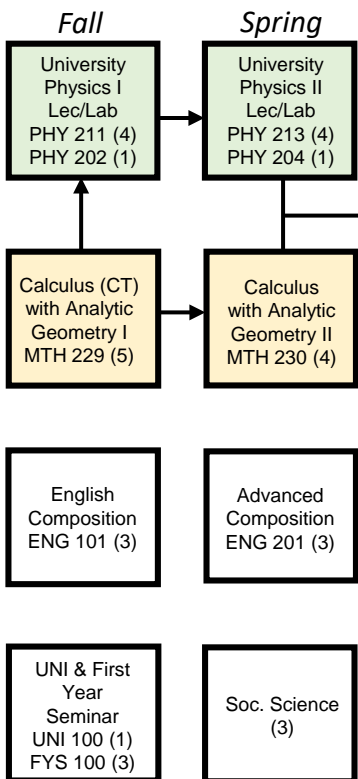 Fall
Spring
University
Physics I
Lec/Lab
PHY 211 (4)
PHY 202 (1)
University
Physics II
Lec/Lab
PHY 213 (4)
PHY 204 (1)
Calculus (CT)
with Analytic
Geometry I
MTH 229 (5)
Calculus
with Analytic
Geometry II
MTH 230 (4)
English
Composition
ENG 101 (3)
Advanced
Composition
ENG 201 (3)
UNI & First
Year
Seminar
UNI 100 (1)
FYS 100 (3)
Soc. Science
(3)